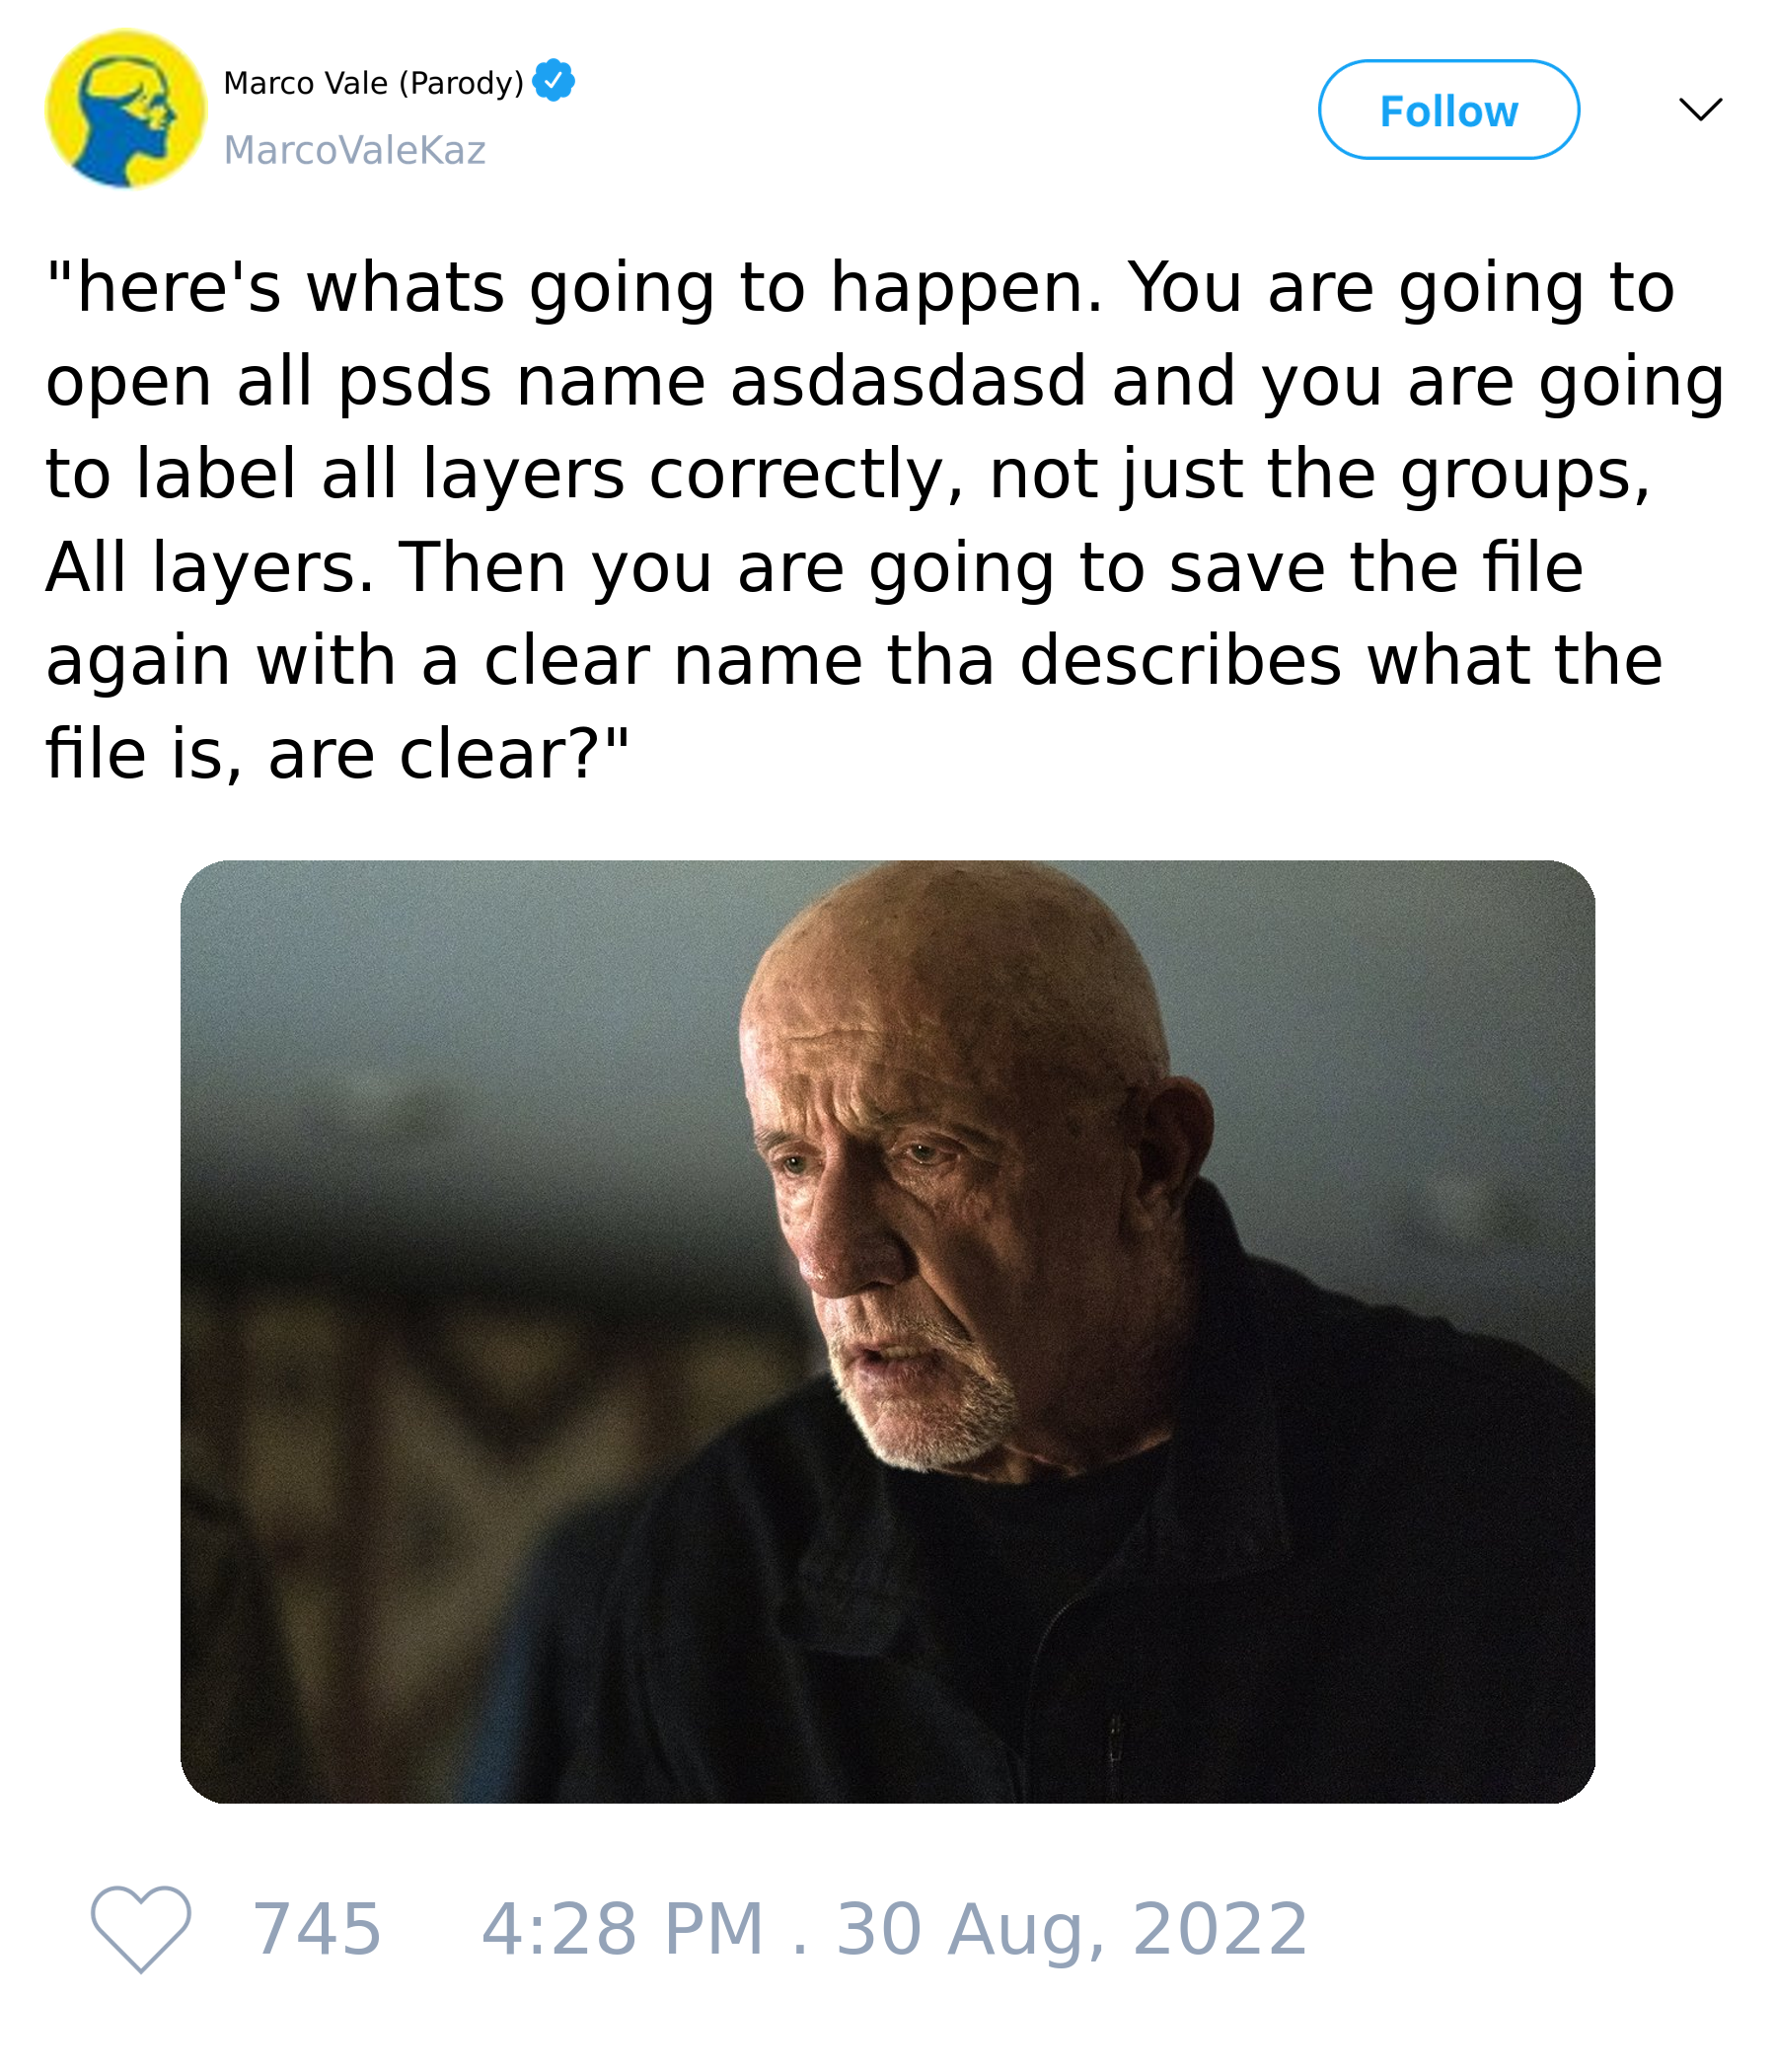 Marco Vale (Parody)
MarcoValeKaz
Follow
"here's whats going to happen. You are going to
open all psds name asdasdasd and you are going
to label all layers correctly, not just the groups,
All layers. Then you are going to save the file
again with a clear name tha describes what the
file is, are clear?"
745 4:28 PM . 30 Aug, 2022